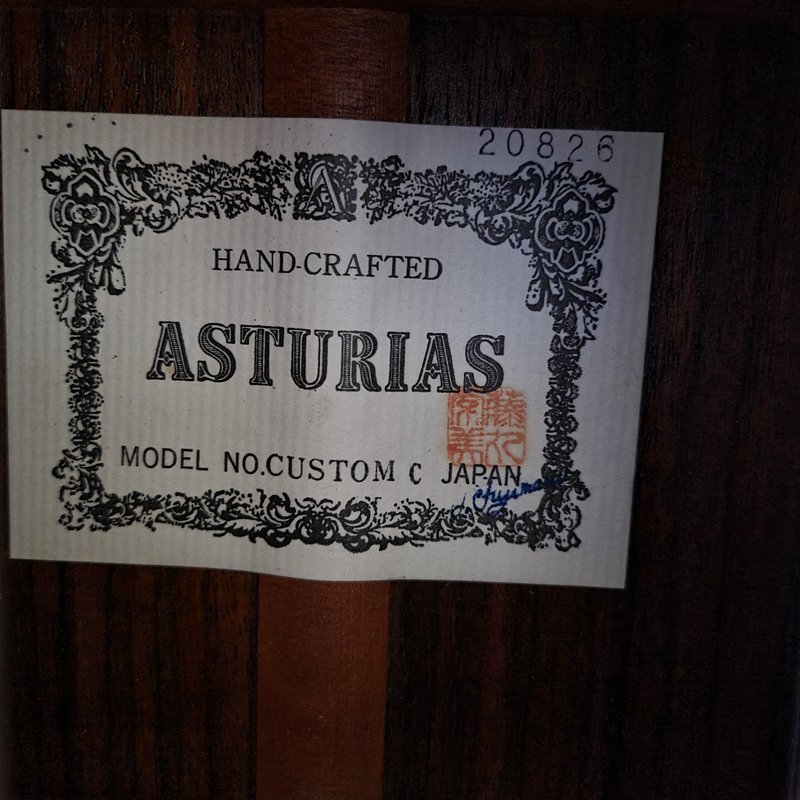 20826
A
HAND-CRAFTED
ASTURIAS
MODEL NO.CUSTOM C JAPAN